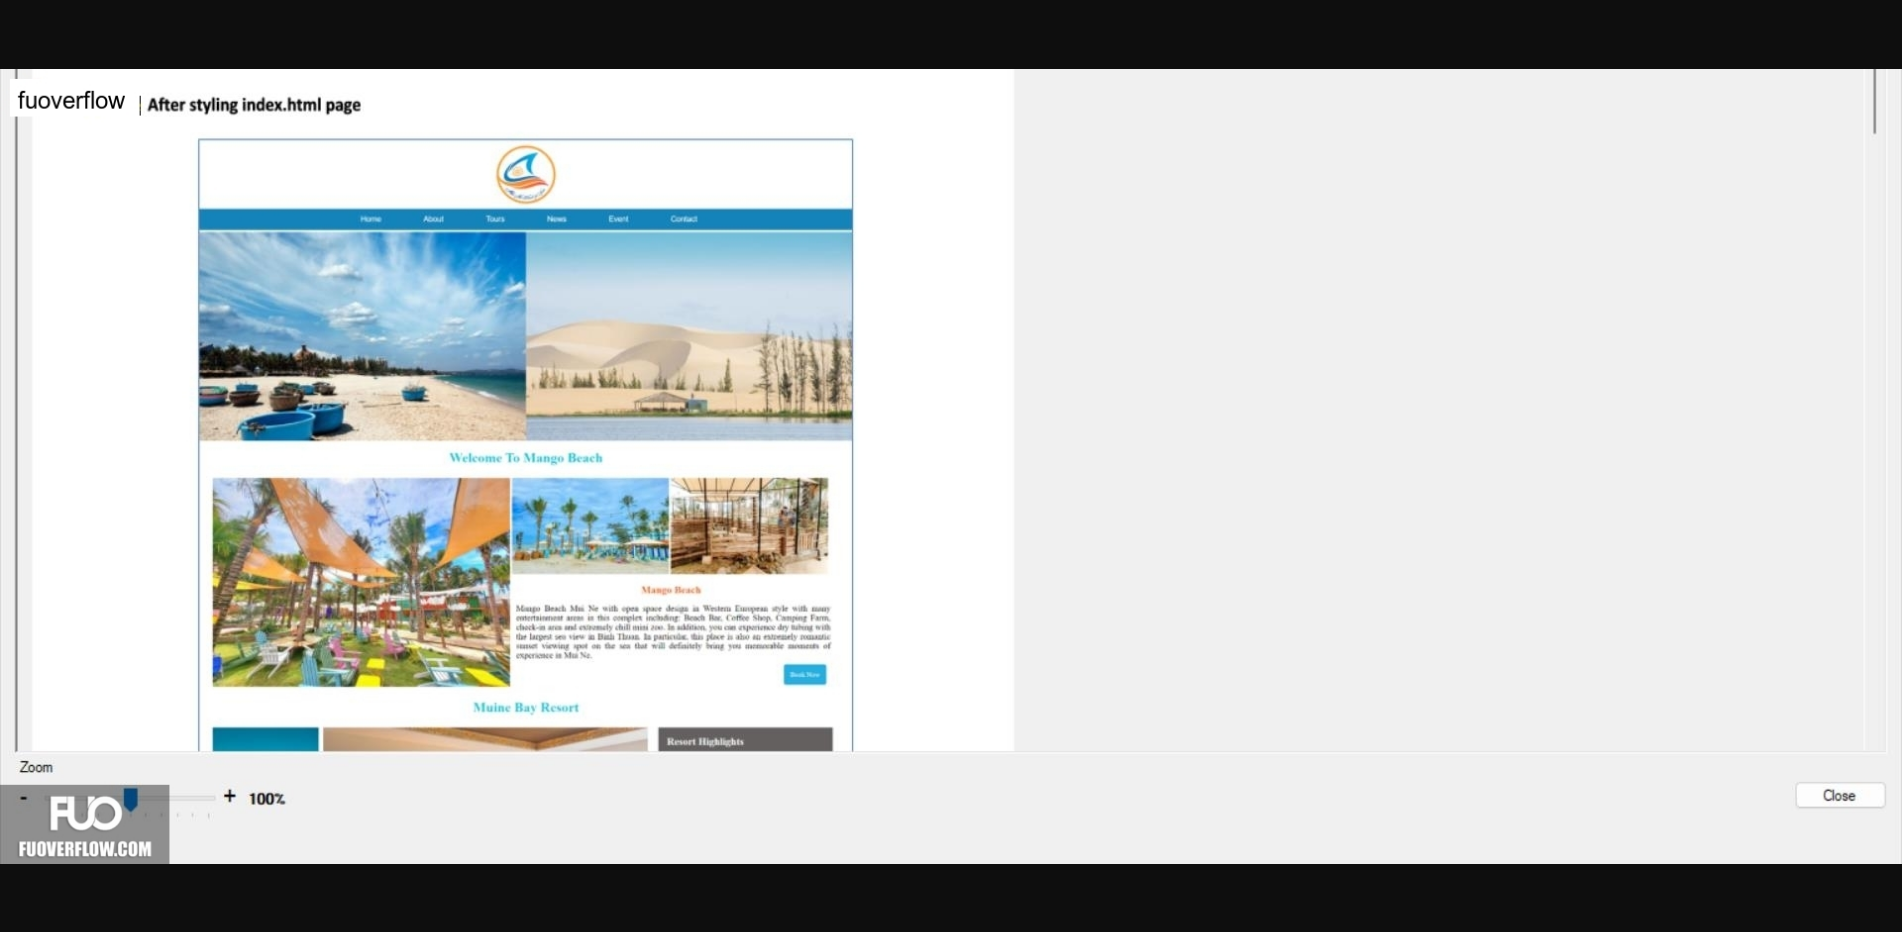 fuoverflow
| After styling index.html page
Home About Tours News Event Contact
Welcome To Mango Beach
Mango Beach
Mango Beach Mui Ne with open space design in Western European style with many
entertainment areas in this complex including: Beach Bar, Coffee Shop, Camping Farm,
check-in area and extremely chill mini zoo. In addition, you can experience dry tubing with
the largest sea view in Binh Thuan. In particular, this place is also an extremely romantic
sunset viewing spot on the sea that will definitely bring you memorable moments of
experience in Mui Ne.
Book Now
Muine Bay Resort
Resort Highlights
Zoom
- + 100%
Close
FUO
FUOVERFLOW.COM